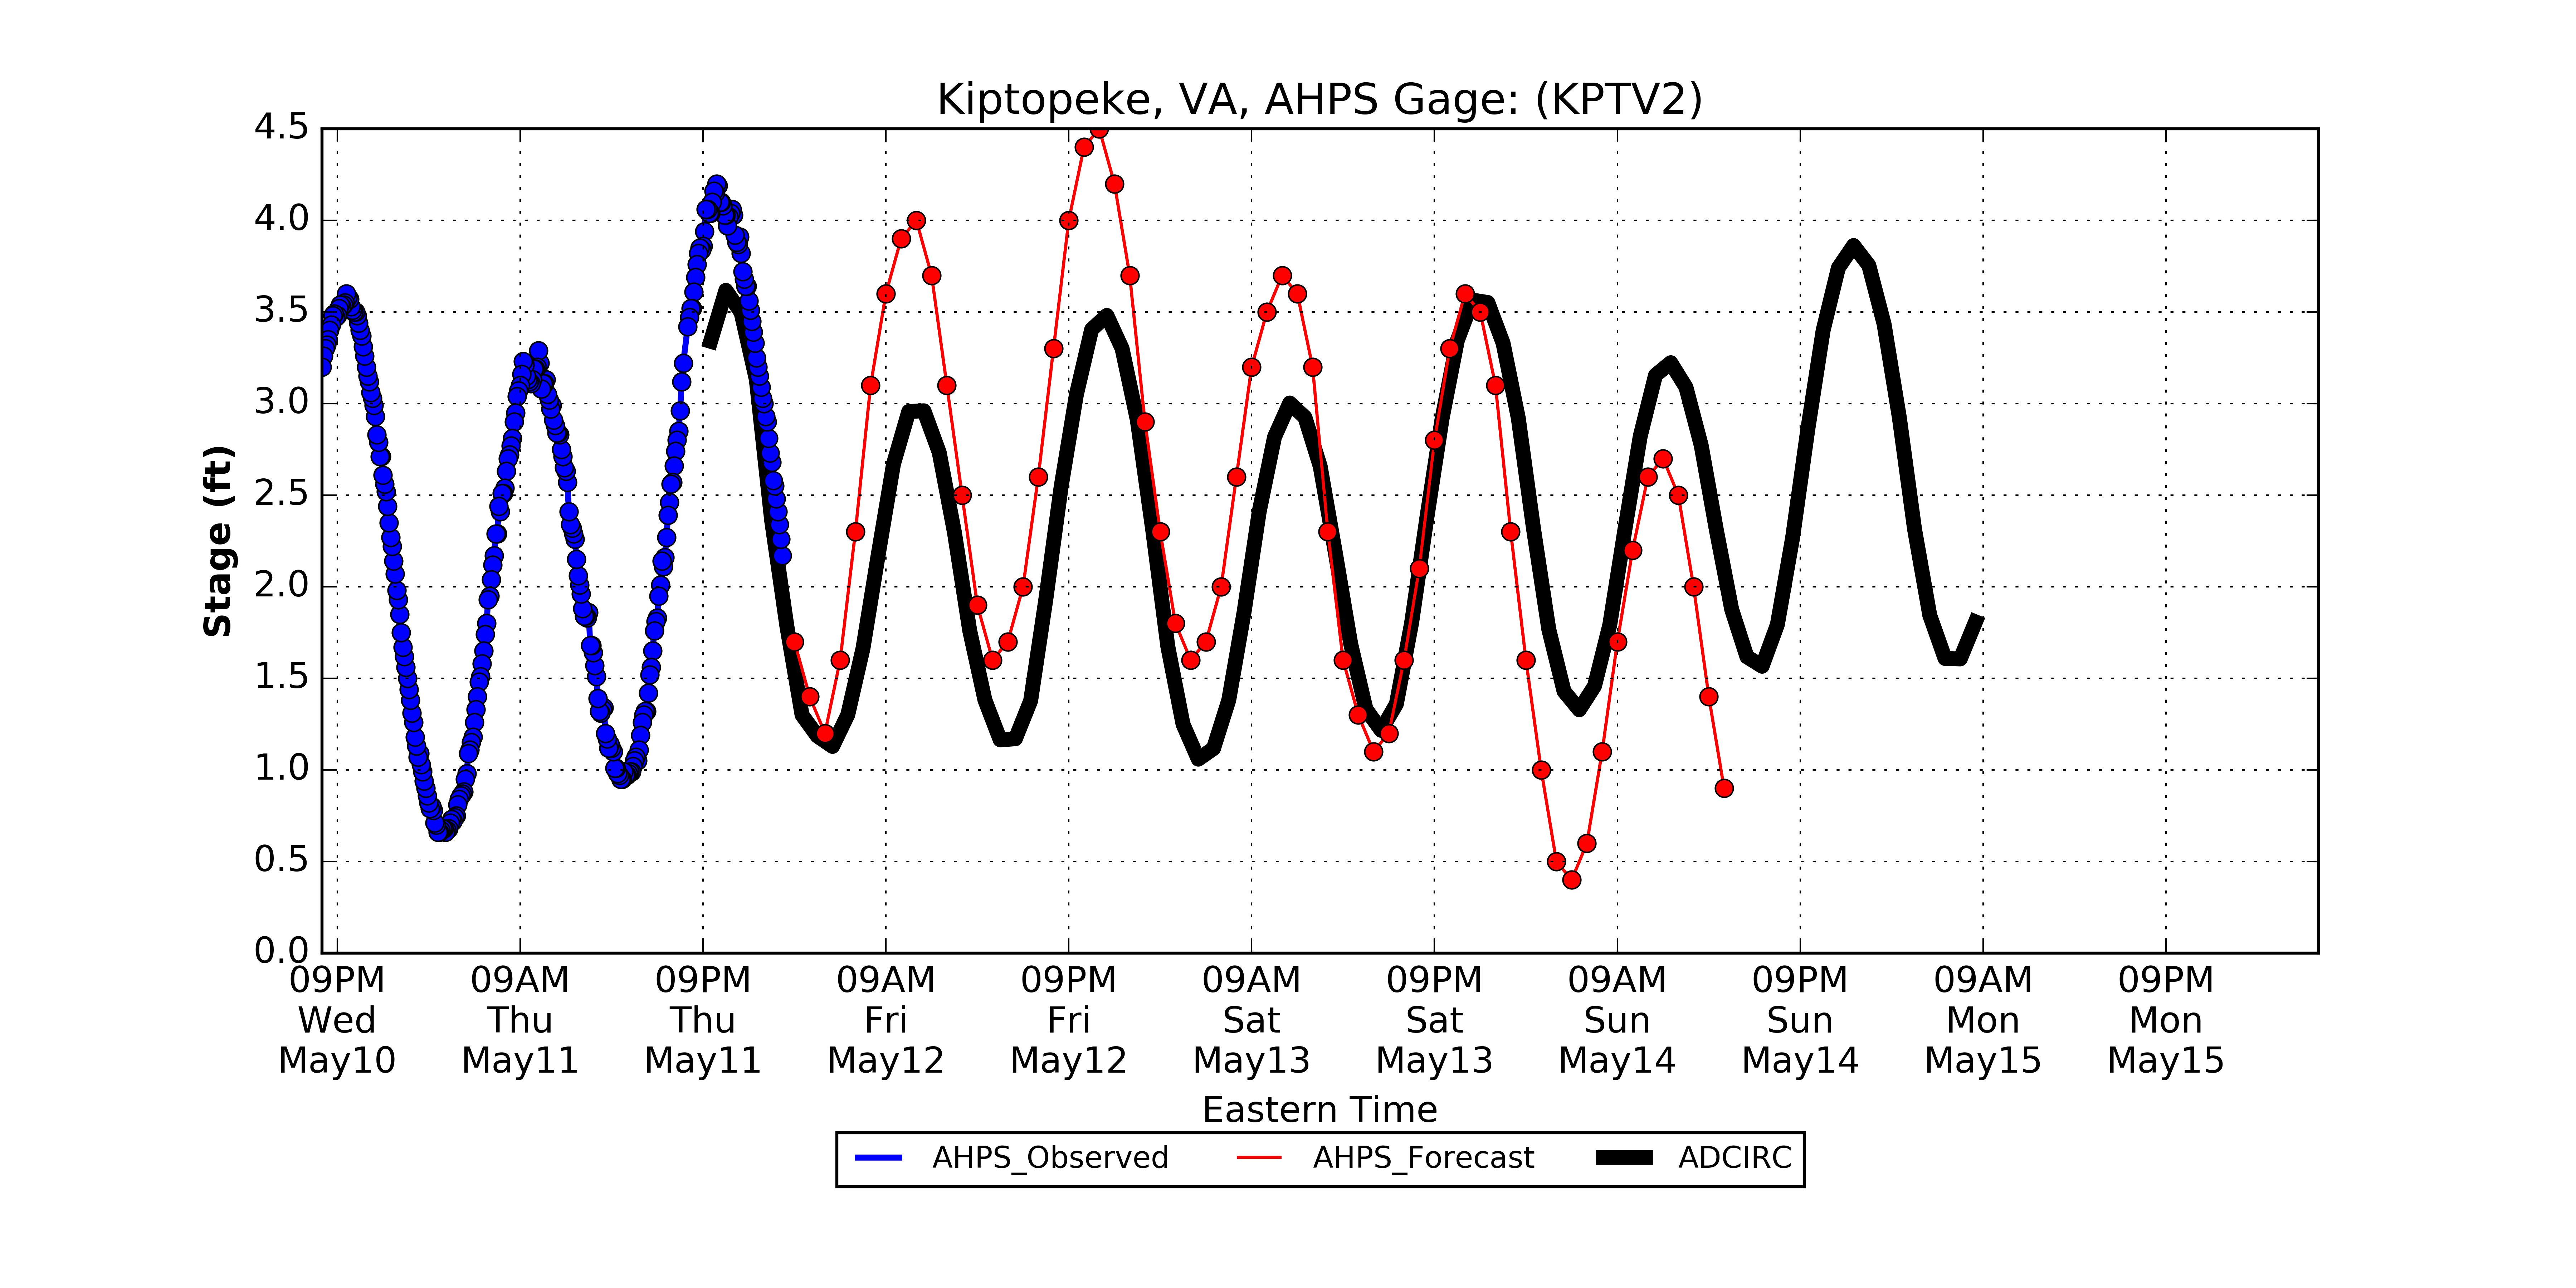 Kiptopeke, VA, AHPS Gage: (KPTV2)
4.5
4.0
3.5
3.0
2.5
2.0
1.5
1.0
0.5
0.0
Stage (ft)
09PM 09AM 09PM 09AM 09PM 09AM 09PM 09AM 09PM 09AM 09PM
Wed Thu Thu Fri Fri Sat Sat Sun Sun Mon Mon
May10 May11 May11 May12 May12 May13 May13 May14 May14 May15 May15
Eastern Time
AHPS_Observed AHPS_Forecast ADCIRC